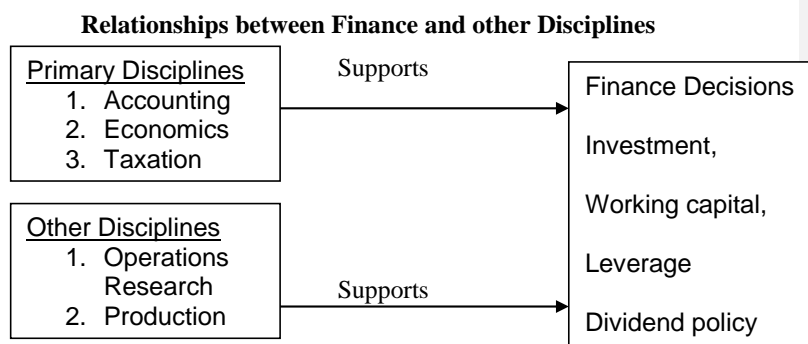 Relationships between Finance and other Disciplines
Primary Disciplines
1. Accounting
2. Economics
3. Taxation
Supports
Other Disciplines
1. Operations
Research
2. Production
Supports
Finance Decisions
Investment,
Working capital,
Leverage
Dividend policy